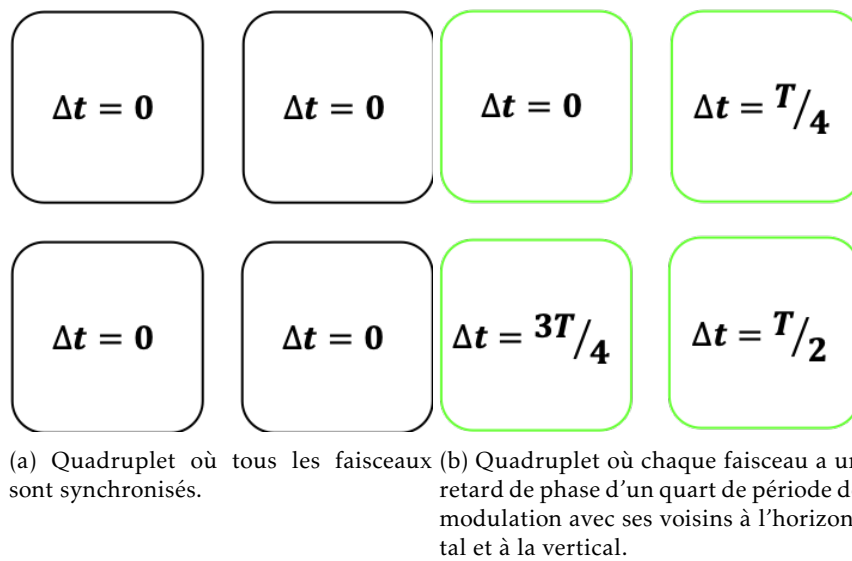 Δt = 0
Δt = 0
Δt = 0
Δt = 0
(a) Quadruplet où tous les faisceaux
sont synchronisés.
Δt = 0
Δt = T/4
Δt = 3T/4
Δt = T/2
(b) Quadruplet où chaque faisceau a
retard de phase d'un quart de période
modulation avec ses voisins à l'horizon-
tal et à la vertical.